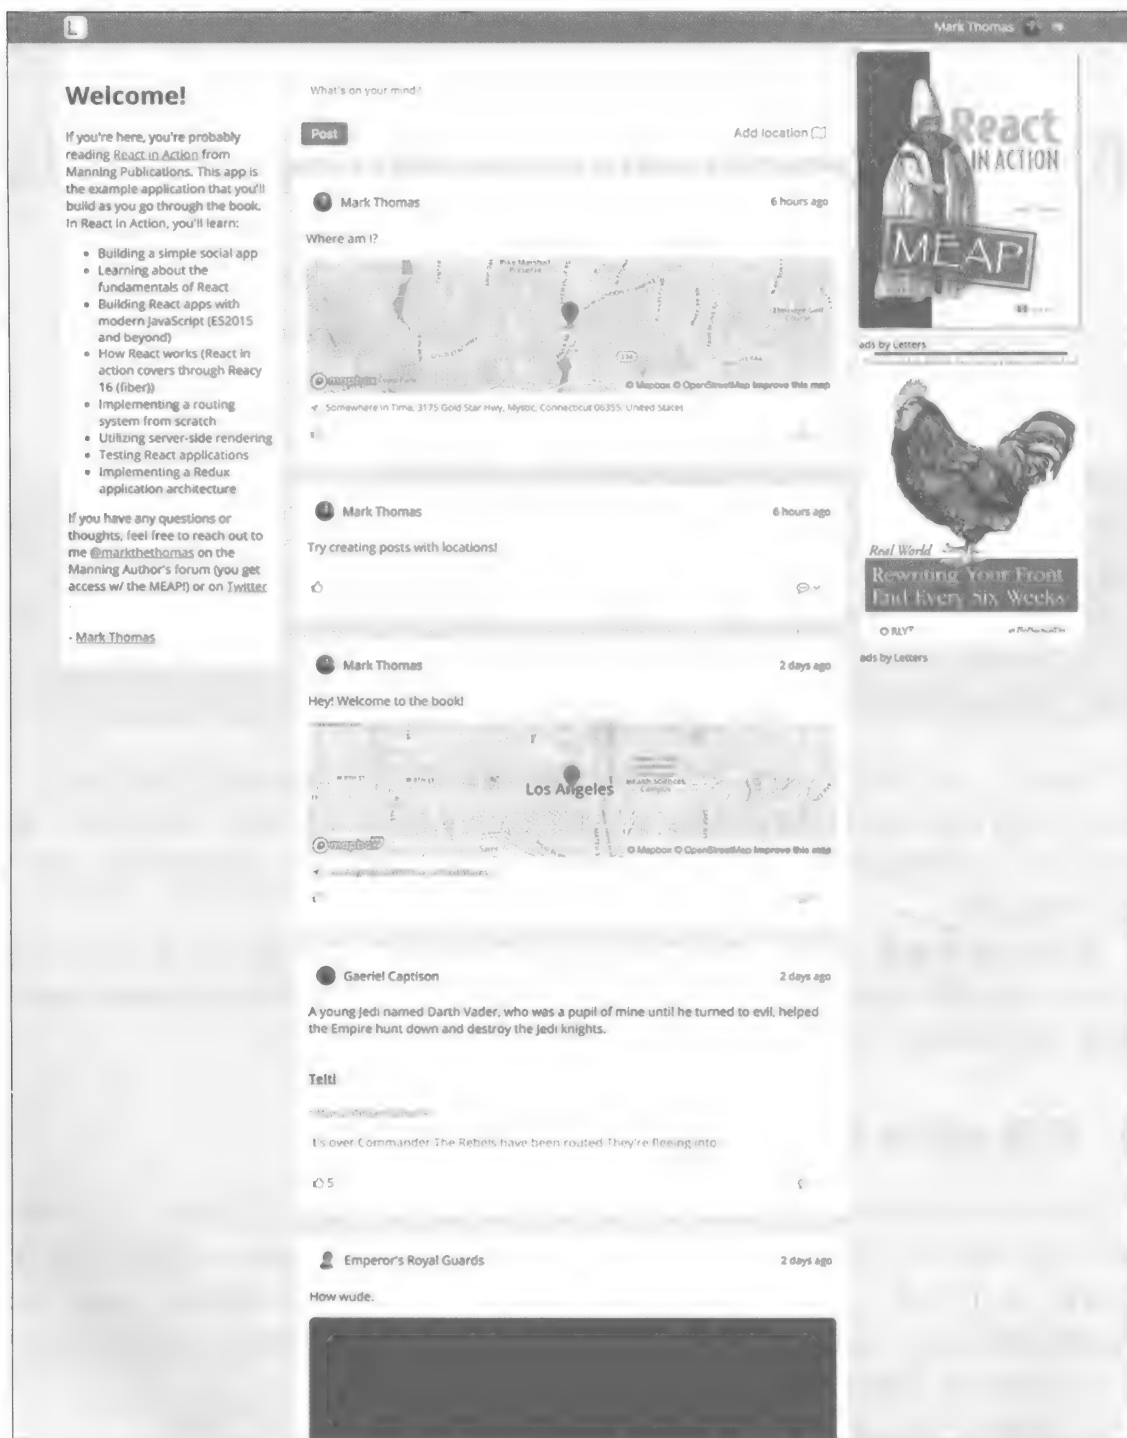 L
Mark Thomas
Welcome!
If you're here, you're probably
reading React in Action from
Manning Publications. This app is
the example application that you'll
build as you go through the book.
In React in Action, you'll learn:
Building a simple social app
Learning about the
fundamentals of React
Building React apps with
modern JavaScript (ES2015
and beyond)
How React works (React in
action covers through Reacy
16 (fiber))
Implementing a routing
system from scratch
Utilizing server-side rendering
Testing React applications
Implementing a Redux
application architecture
If you have any questions or
thoughts, feel free to reach out to
me @markthethomas on the
Manning Author's forum (you get
access w/ the MEAP!) or on Twitter
.
- Mark Thomas
What's on your mind?
Post
Add location
Mark Thomas
6 hours ago
Where am I?
Pike Marshall
Preserve
mapbox
© Mapbox © OpenStreetMap Improve this map
Somewhere in Time, 3175 Gold Star Hwy, Mystic, Connecticut 06355, United States
Mark Thomas
6 hours ago
Try creating posts with locations!
Mark Thomas
2 days ago
Hey! Welcome to the book!
Los Angeles
Health Sciences
Campus
mapbox
© Mapbox © OpenStreetMap Improve this map
Gaeriel Captison
2 days ago
A young Jedi named Darth Vader, who was a pupil of mine until he turned to evil, helped
the Empire hunt down and destroy the Jedi knights.
Telti
t's over Commander The Rebels have been routed They're fleeing into
5
Emperor's Royal Guards
2 days ago
How wude.
React
IN ACTION
MEAP
ads by Letters
Real World
Rewriting Your Front
End Every Six Weeks
O RLY?
ads by Letters